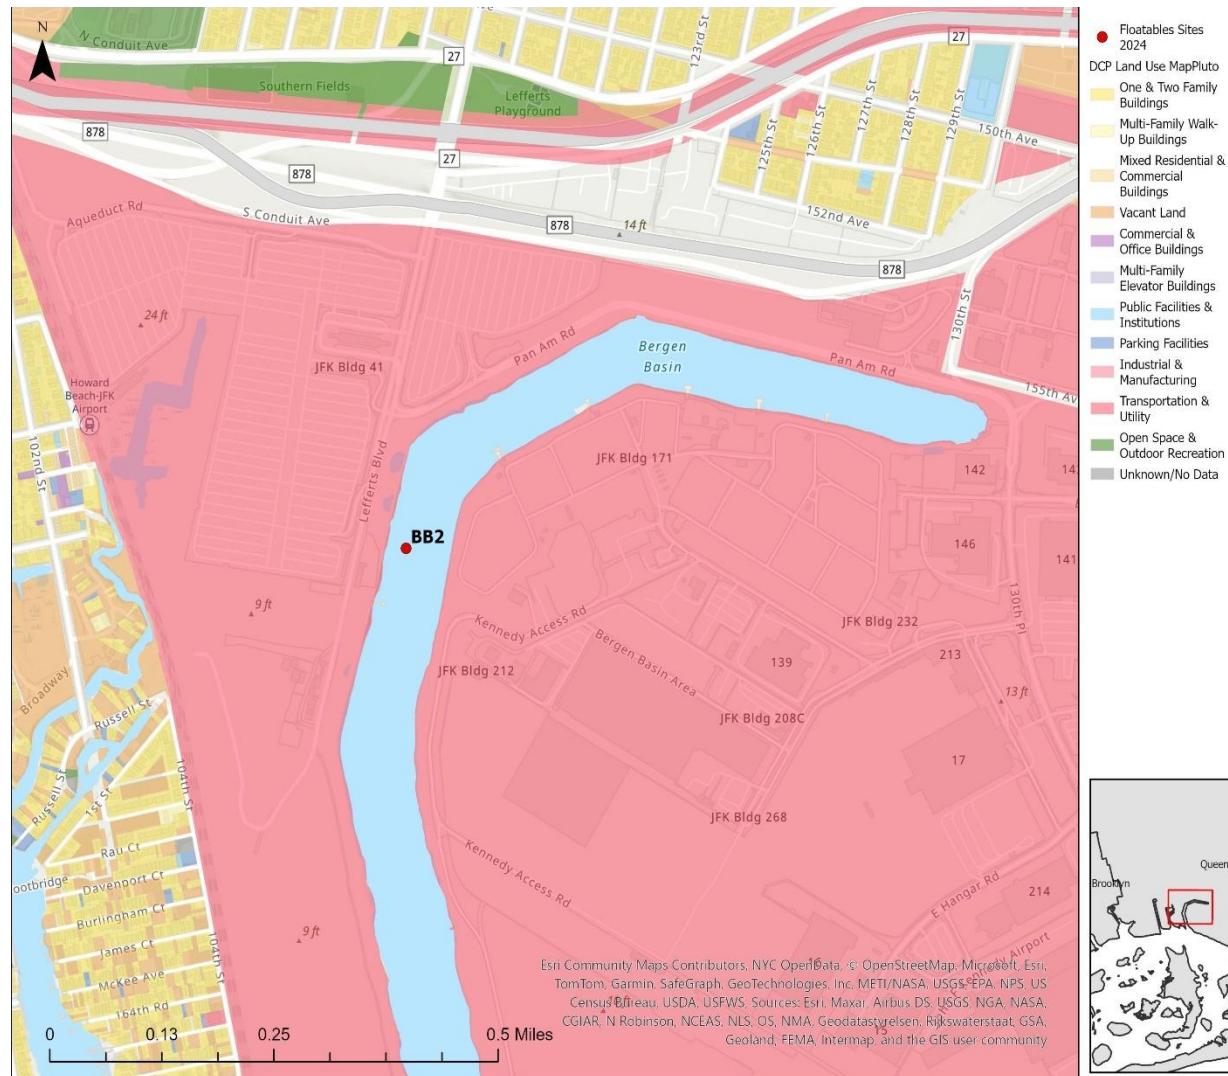 N
N Conduit Ave
27
123rd St
27
Southern Fields
Lefferts
Playground
125th St
126th St
127th St
128th St
129th St
150th Ave
878
27
878
Aqueduct Rd
S Conduit Ave
878
14 ft
152nd Ave
878
130th St
24 ft
Pan Am Rd
Bergen
Basin
Pan Am Rd
JFK Bldg 41
155th Av
Howard
Beach-JFK
Airport
102nd St
Lefferts Blvd
JFK Bldg 171
142
14
BB2
146
141
9 ft
Kennedy Access Rd
JFK Bldg 232
130th Pl
Bergen Basin Area
139
213
JFK Bldg 212
13 ft
Broadway
Russell St
JFK Bldg 208C
17
104th St
Russell St
1st St
JFK Bldg 268
Rau Ct
Kennedy Access Rd
ootbridge
Davenport Ct
E Hangar Rd
214
Burlingham Ct
James Ct
9 ft
104th St
McKee Ave
164th Rd
Esri Community Maps Contributors, NYC OpenData, © OpenStreetMap, Microsoft, Esri,
TomTom, Garmin, SafeGraph, GeoTechnologies, Inc, METI/NASA, USGS, EPA, NPS, US
Census Bureau, USDA, USFWS, Sources: Esri, Maxar, Airbus DS, USGS, NGA, NASA,
CGIAR, N Robinson, NCEAS, NLS, OS, NMA, Geodatastyrelsen, Rijkswaterstaat, GSA,
Geoland, FEMA, Intermap, and the GIS user community
0 0.13 0.25 0.5 Miles
Floatables Sites
2024
DCP Land Use MapPluto
One & Two Family
Buildings
Multi-Family Walk-
Up Buildings
Mixed Residential &
Commercial
Buildings
Vacant Land
Commercial &
Office Buildings
Multi-Family
Elevator Buildings
Public Facilities &
Institutions
Parking Facilities
Industrial &
Manufacturing
Transportation &
Utility
Open Space &
Outdoor Recreation
Unknown/No Data
Queen
Brooklyn